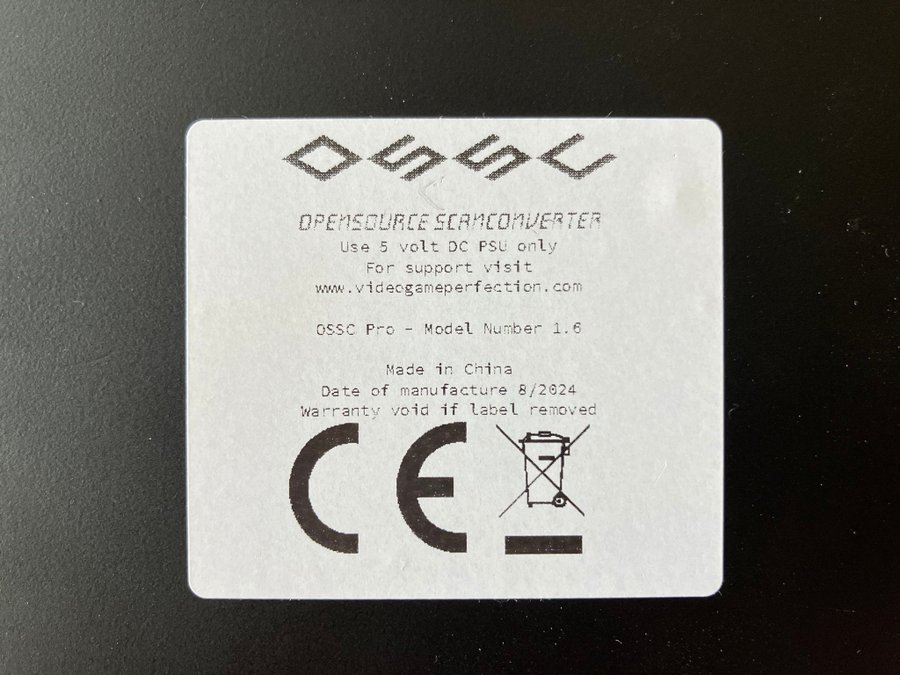 OSSC
OPENSOURCE SCANCONVERTER
Use 5 volt DC PSU only
For support visit
www.videogameperfection.com
OSSC Pro - Model Number 1.6
Made in China
Date of manufacture 8/2024
Warranty void if label removed
CE